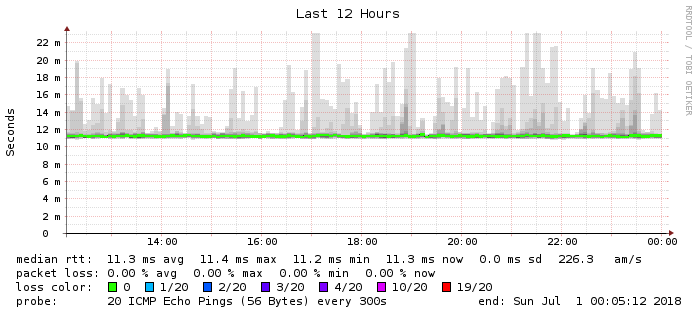 Last 12 Hours
RRDTOOL / TOBI OETIKER
Seconds
22 m
20 m
18 m
16 m
14 m
12 m
10 m
8 m
6 m
4 m
2 m
0
14:00 16:00 18:00 20:00 22:00 00:00
median rtt: 11.3 ms avg 11.4 ms max 11.2 ms min 11.3 ms now 0.0 ms sd 226.3 am/s
packet loss: 0.00 % avg 0.00 % max 0.00 % min 0.00 % now
loss color: 0 1/20 2/20 3/20 4/20 10/20 19/20
probe: 20 ICMP Echo Pings (56 Bytes) every 300s end: Sun Jul 1 00:05:12 2018